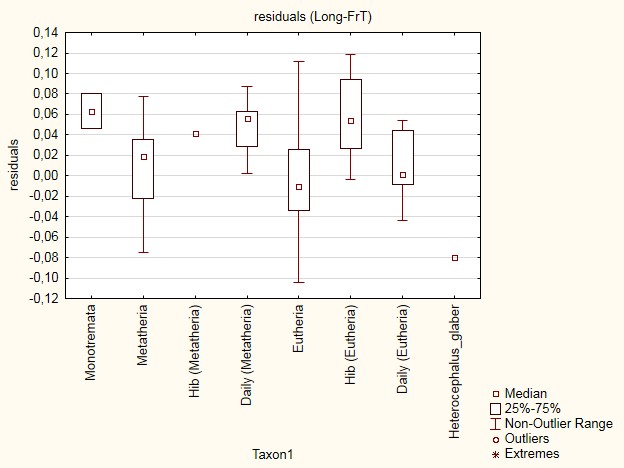 residuals (Long-FrT)
0,14
0,12
0,10
0,08
0,06
0,04
0,02
0,00
-0,02
-0,04
-0,06
-0,08
-0,10
-0,12
residuals
Monotremata
Metatheria
Hib (Metatheria)
Daily (Metatheria)
Eutheria
Hib (Eutheria)
Daily (Eutheria)
Heterocephalus_glaber
Taxon1
Median
25%-75%
Non-Outlier Range
Outliers
Extremes